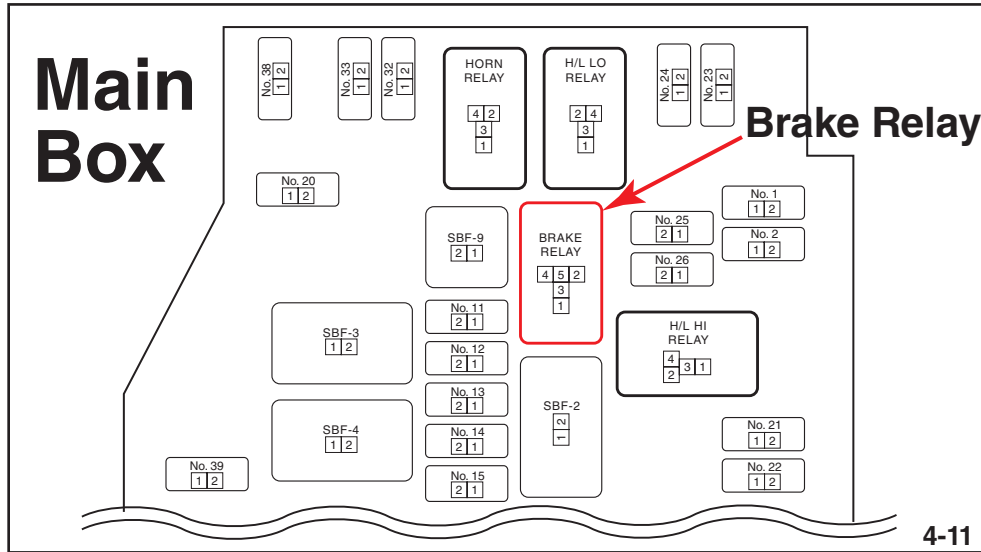 Main
Box
No. 38
1 2
No. 33
1 2
No. 32
1 2
HORN
RELAY
4 2
3
1
H/L LO
RELAY
2 4
3
1
No. 24
1 2
No. 23
1 2
Brake Relay
No. 20
1 2
SBF-9
2 1
BRAKE
RELAY
4 5 2
3
1
No. 25
2 1
No. 26
2 1
No. 1
1 2
No. 2
1 2
SBF-3
1 2
No. 11
2 1
No. 12
2 1
No. 13
2 1
No. 14
2 1
No. 15
2 1
H/L HI
RELAY
4
3 1
2
SBF-4
1 2
SBF-2
1 2
No. 21
1 2
No. 22
1 2
No. 39
1 2
4-11